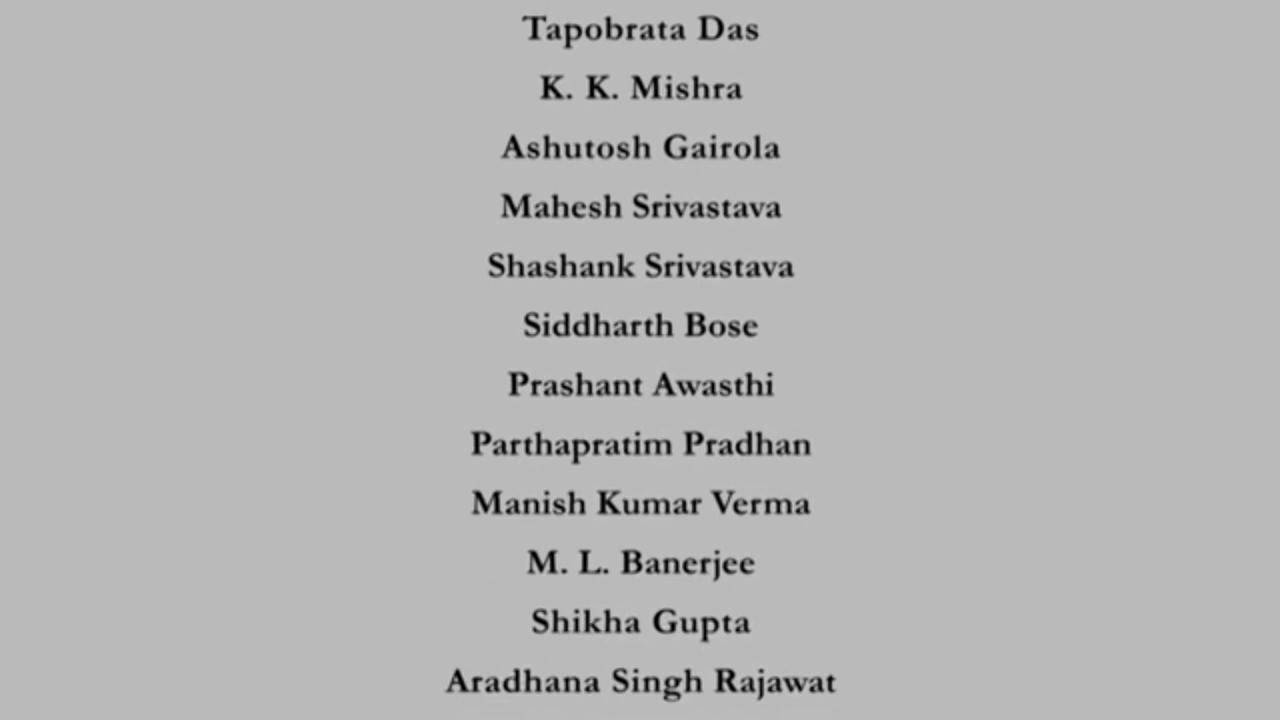 Tapobrata Das
K. K. Mishra
Ashutosh Gairola
Mahesh Srivastava
Shashank Srivastava
Siddharth Bose
Prashant Awasthi
Parthapratim Pradhan
Manish Kumar Verma
M. L. Banerjee
Shikha Gupta
Aradhana Singh Rajawat